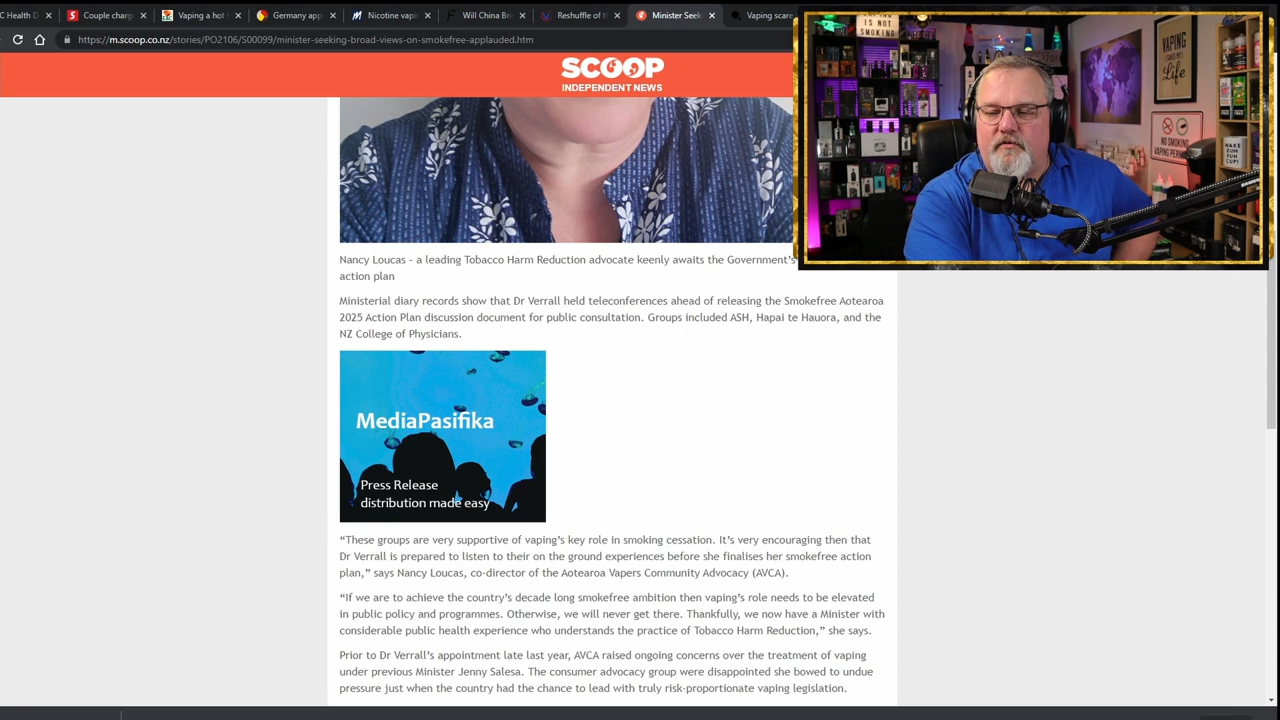 C Health D
Couple charg
Vaping a hot
Germany app
Nicotine vap
Will China B
Reshuffle of t
Minister Seek
Vaping scare
https://m.scoop.co.nz/stories/PO2106/S00099/minister-seeking-broad-views-on-smokefree-applauded.htm
SCOOP
INDEPENDENT NEWS
IS NOT
SMOKING
VAPING
Life
NO SMOKING
Nancy Loucas - a leading Tobacco Harm Reduction advocate keenly awaits the Government's
action plan
Ministerial diary records show that Dr Verrall held teleconferences ahead of releasing the Smokefree Aotearoa
2025 Action Plan discussion document for public consultation. Groups included ASH, Hapai te Hauora, and the
NZ College of Physicians.
MediaPasifika
Press Release
distribution made easy
“These groups are very supportive of vaping’s key role in smoking cessation. It’s very encouraging then that
Dr Verrall is prepared to listen to their on the ground experiences before she finalises her smokefree action
plan,” says Nancy Loucas, co-director of the Aotearoa Vapers Community Advocacy (AVCA).
“If we are to achieve the country’s decade long smokefree ambition then vaping’s role needs to be elevated
in public policy and programmes. Otherwise, we will never get there. Thankfully, we now have a Minister with
considerable public health experience who understands the practice of Tobacco Harm Reduction,” she says.
Prior to Dr Verrall’s appointment late last year, AVCA raised ongoing concerns over the treatment of vaping
under previous Minister Jenny Salesa. The consumer advocacy group were disappointed she bowed to undue
pressure just when the country had the chance to lead with truly risk-proportionate vaping legislation.